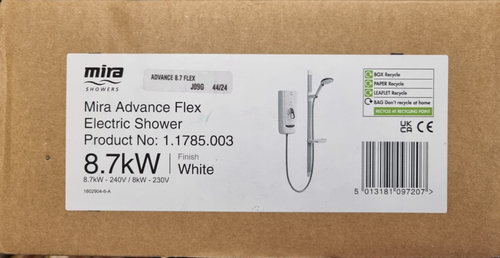 mira
SHOWERS
ADVANCE 8.7 FLEX
J09G 44/24
Mira Advance Flex
Electric Shower
Product No: 1.1785.003
8.7kW
8.7kW - 240V / 8kW - 230V
Finish
White
1602904-6-A
BOX Recycle
PAPER Recycle
LEAFLET Recycle
BAG Don't recycle at home
RECYCLE AT RECYCLING POINT
UK
CA
CE
5 013181 097207 >